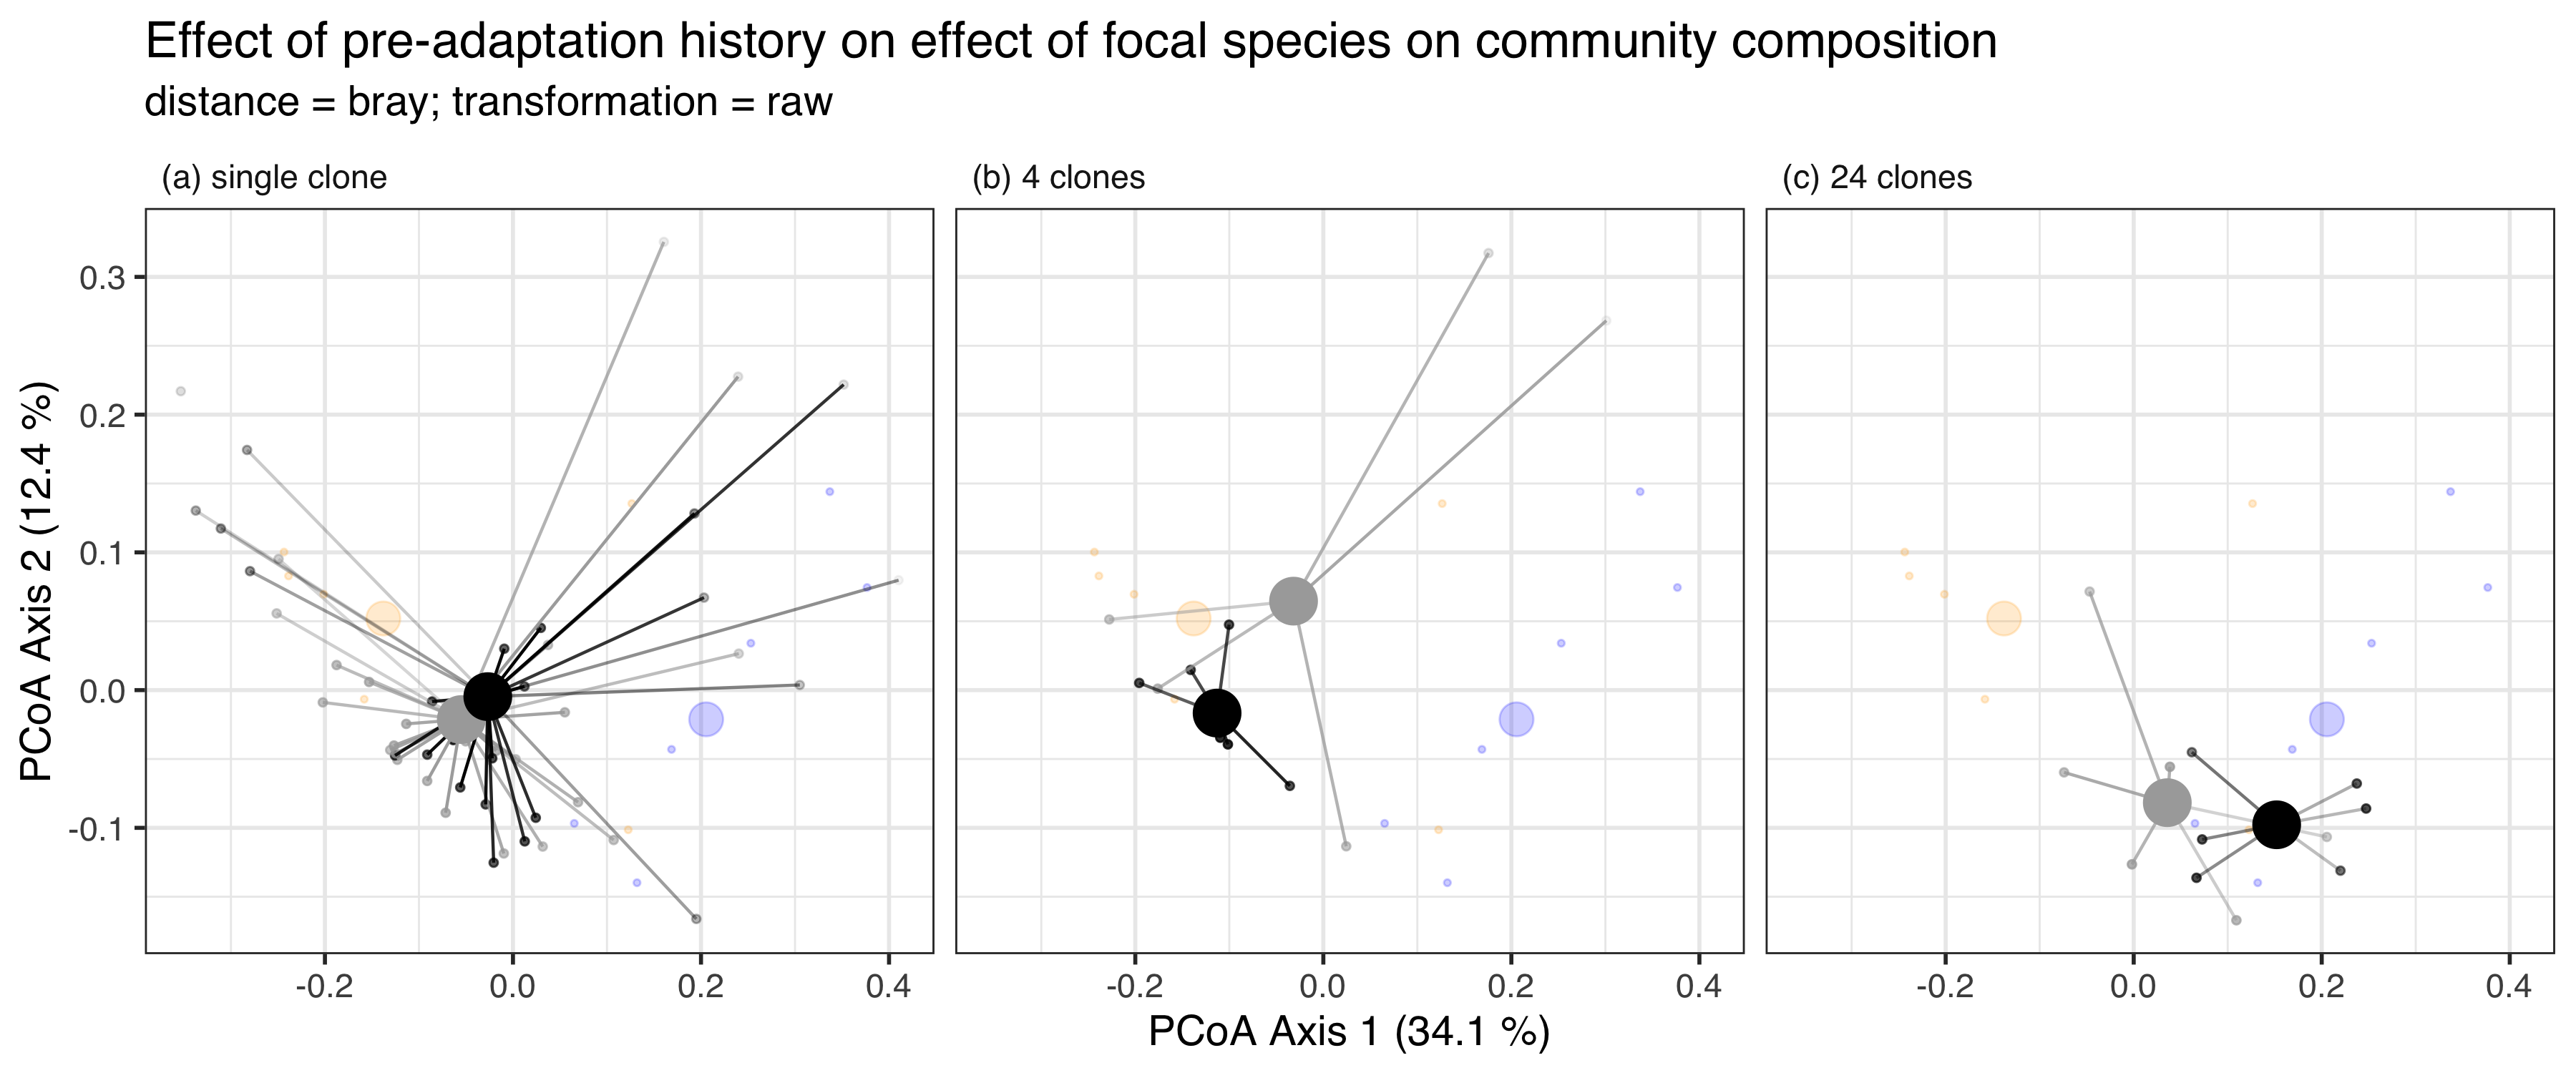 Effect of pre-adaptation history on effect of focal species on community composition
distance = bray; transformation = raw
(a) single clone
(b) 4 clones
(c) 24 clones
PCoA Axis 2 (12.4 %)
0.3
0.2
0.1
0.0
-0.1
-0.2 0.0 0.2 0.4
-0.2 0.0 0.2 0.4
-0.2 0.0 0.2 0.4
PCoA Axis 1 (34.1 %)